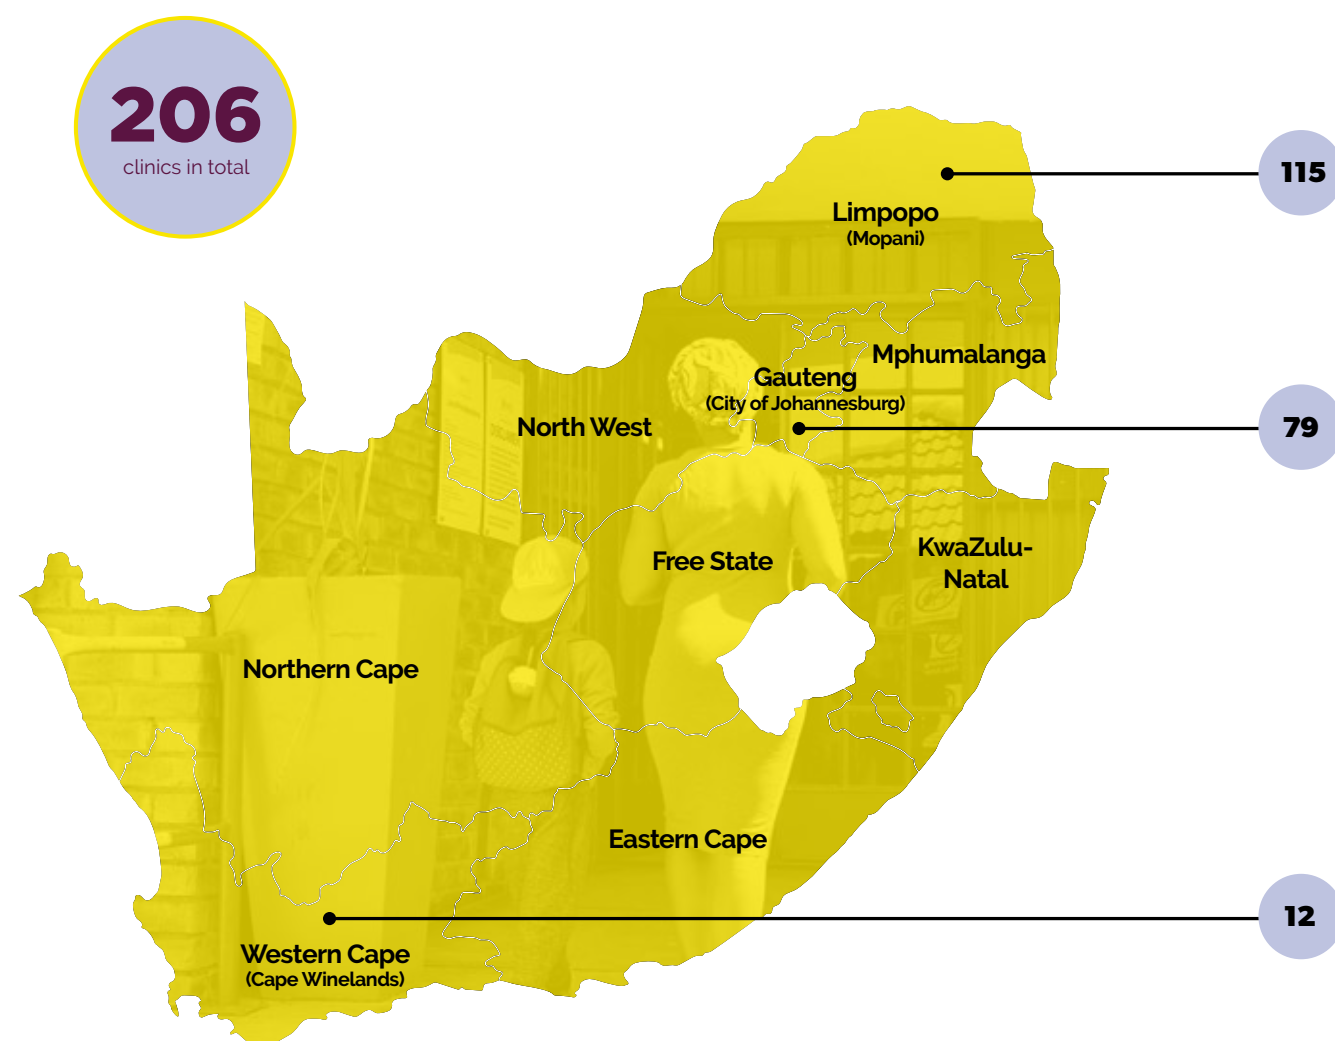 206
clinics in total
115
Limpopo
(Mopani)
Mphumalanga
Gauteng
(City of Johannesburg)
79
North West
Free State
KwaZulu-
Natal
Northern Cape
Eastern Cape
12
Western Cape
(Cape Winelands)